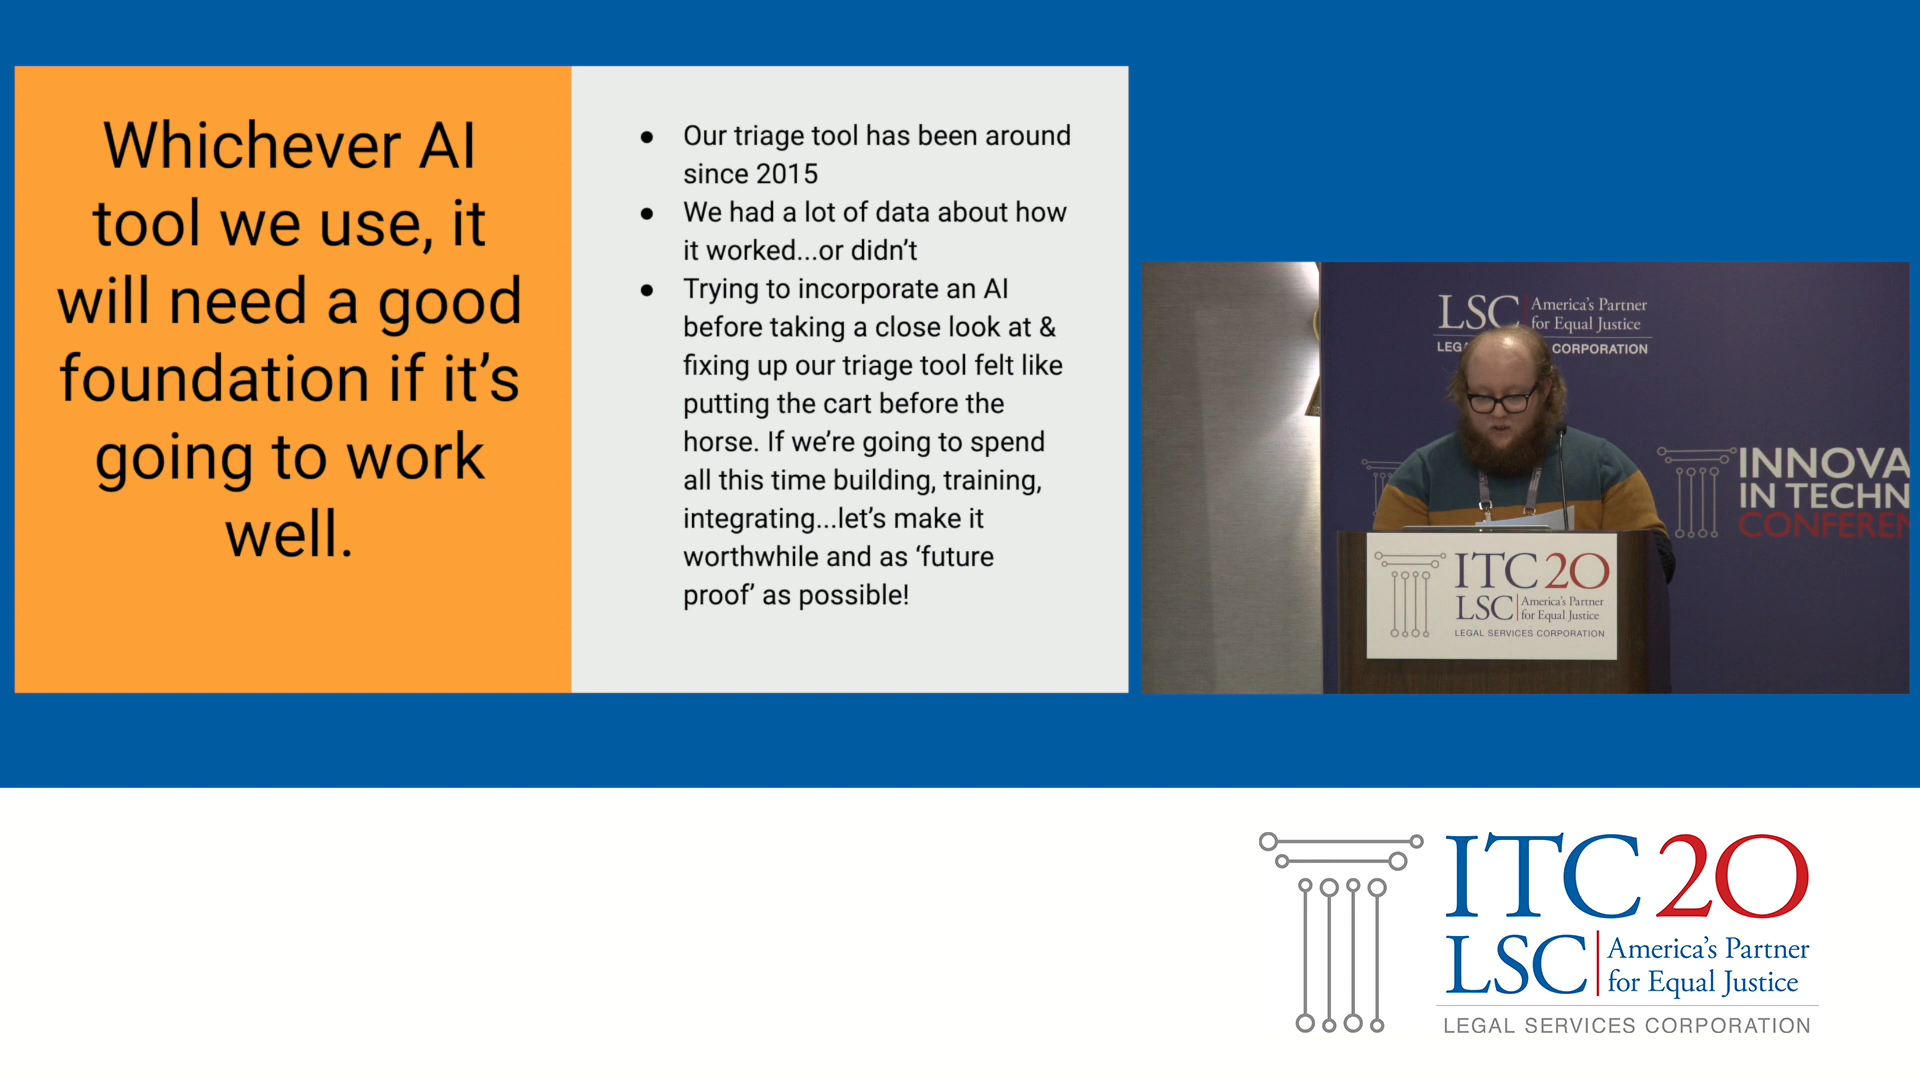 Whichever AI
tool we use, it
will need a good
foundation if it’s
going to work
well.
● Our triage tool has been around
since 2015
● We had a lot of data about how
it worked...or didn’t
● Trying to incorporate an AI
before taking a close look at &
fixing up our triage tool felt like
putting the cart before the
horse. If we’re going to spend
all this time building, training,
integrating...let’s make it
worthwhile and as ‘future
proof’ as possible!
LSC America’s Partner
for Equal Justice
LEG CORPORATION
INNOVA
IN TECHN
CONFEREN
ITC 20
LSC America’s Partner
for Equal Justice
LEGAL SERVICES CORPORATION
ITC 20
LSC America’s Partner
for Equal Justice
LEGAL SERVICES CORPORATION